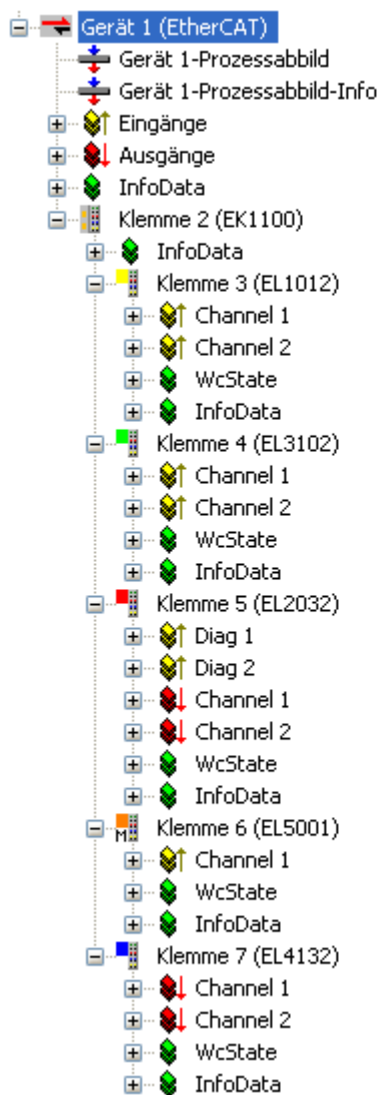 Gerät 1 (EtherCAT)
Gerät 1-Prozessabbild
Gerät 1-Prozessabbild-Info
Eingänge
Ausgänge
InfoData
Klemme 2 (EK1100)
InfoData
Klemme 3 (EL1012)
Channel 1
Channel 2
WcState
InfoData
Klemme 4 (EL3102)
Channel 1
Channel 2
WcState
InfoData
Klemme 5 (EL2032)
Diag 1
Diag 2
Channel 1
Channel 2
WcState
InfoData
Klemme 6 (EL5001)
M
Channel 1
WcState
InfoData
Klemme 7 (EL4132)
Channel 1
Channel 2
WcState
InfoData